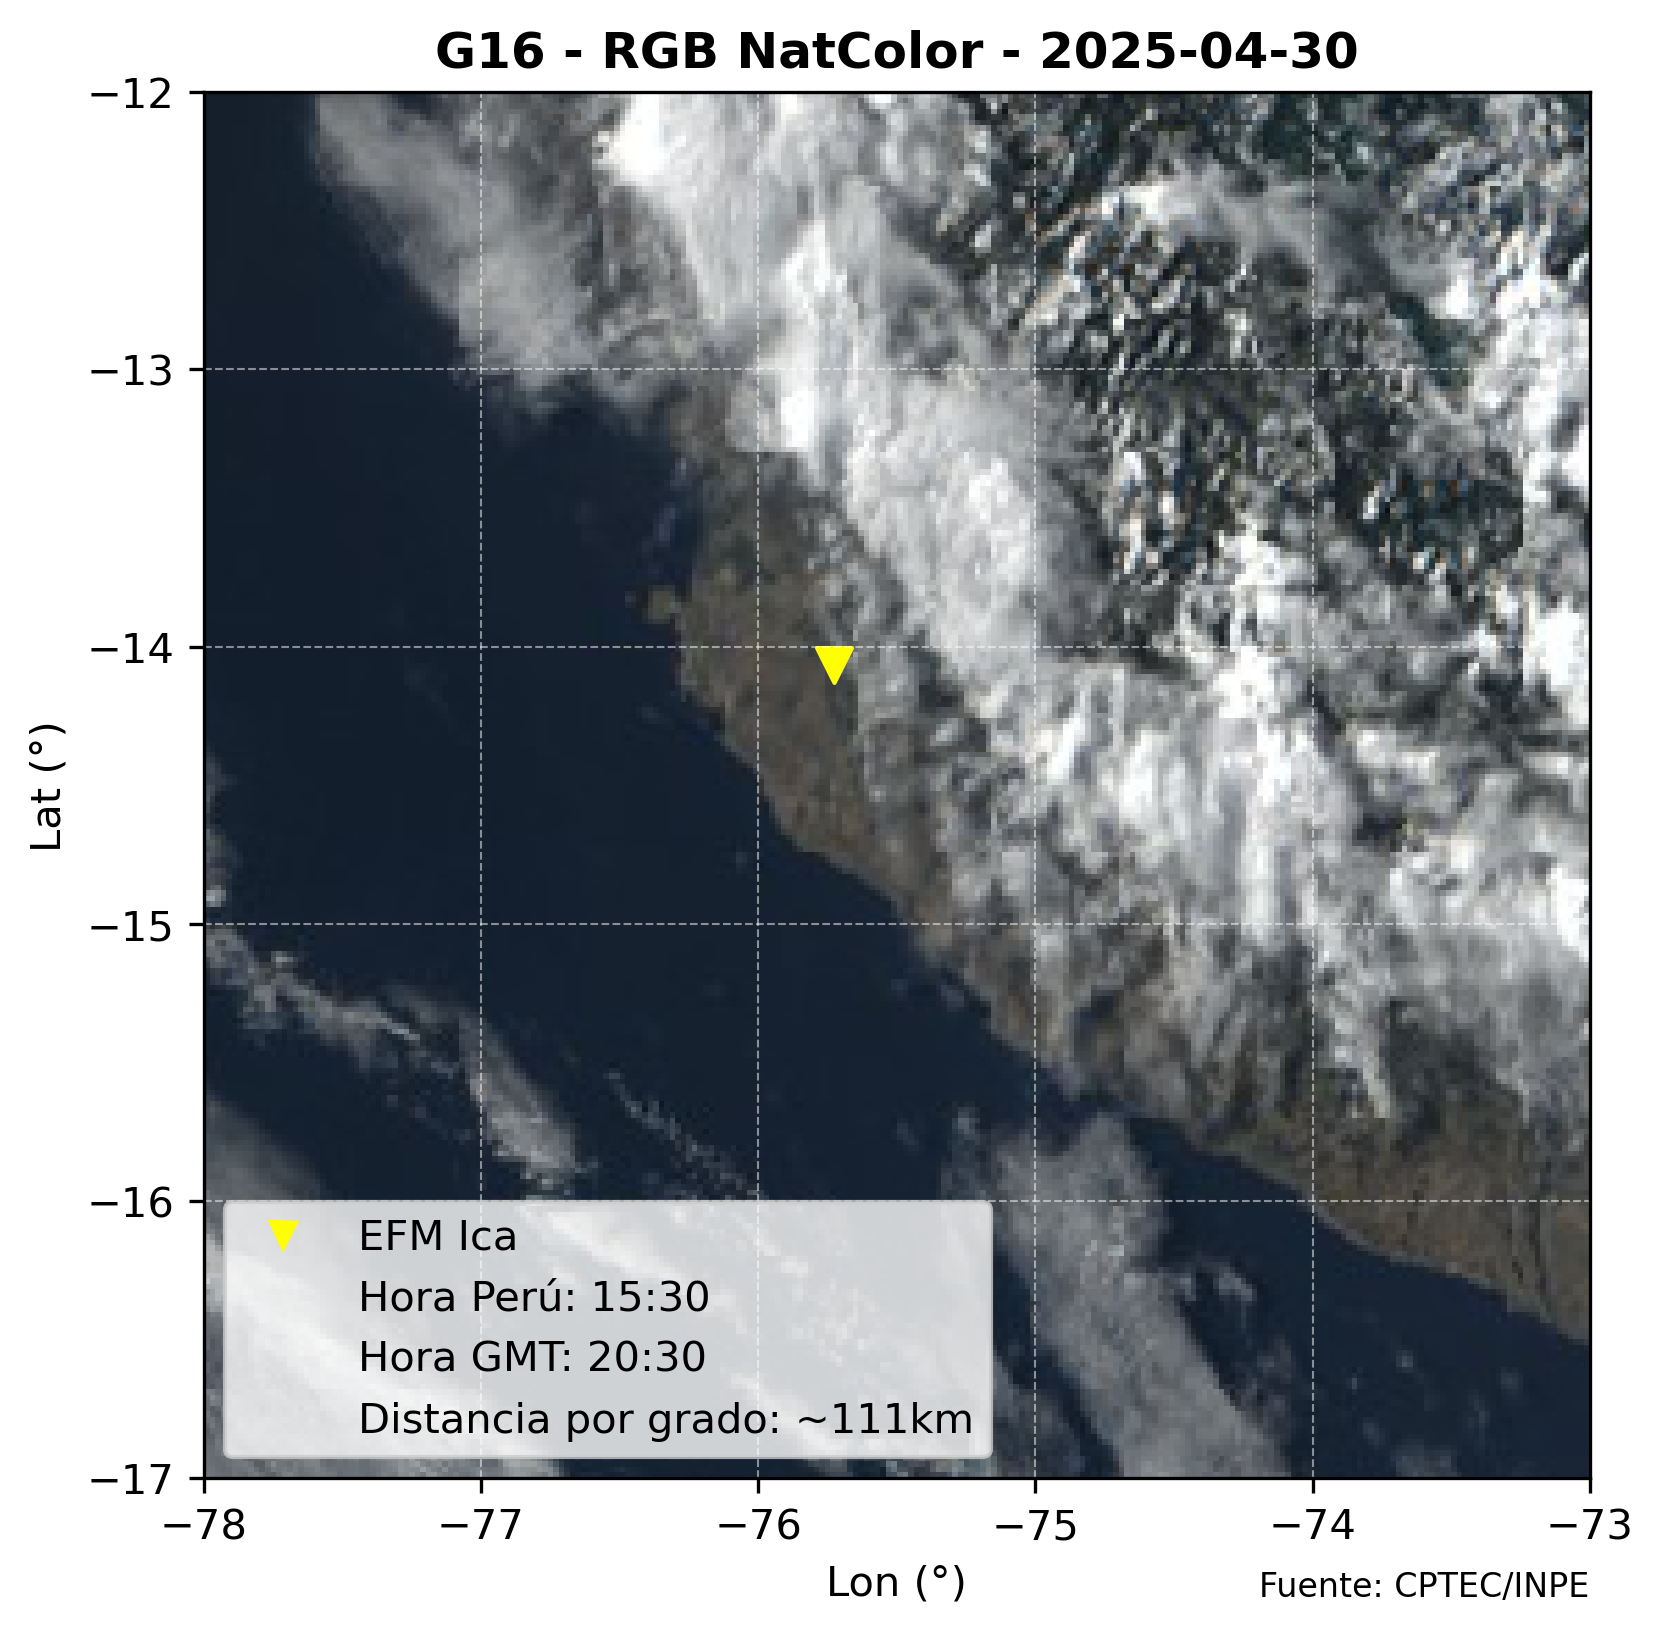 G16 - RGB NatColor - 2025-04-30
−12
−13
−14
−15
−16
−17
Lat (°)
EFM Ica
Hora Perú: 15:30
Hora GMT: 20:30
Distancia por grado: ~111km
−78 −77 −76 −75 −74 −73
Lon (°)
Fuente: CPTEC/INPE